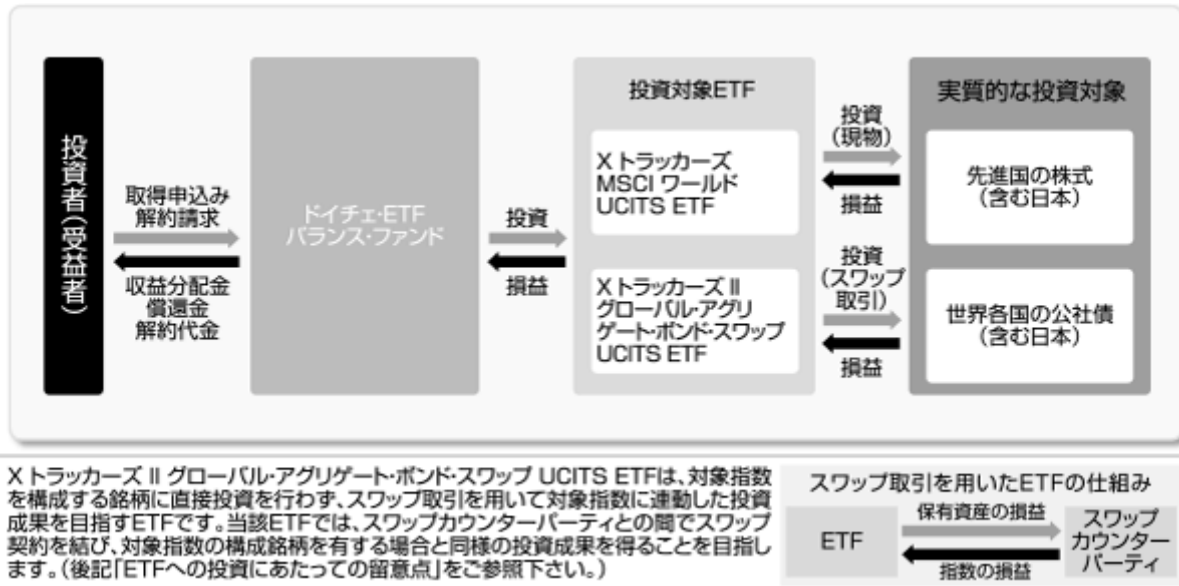 投資者(受益者)
取得申込み
解約請求
収益分配金
償還金
解約代金
ドイチェ・ETF
バランス・ファンド
投資
損益
投資対象ETF
X トラッカーズ
MSCI ワールド
UCITS ETF
X トラッカーズ II
グローバル・アグリ
ゲート・ボンド・スワップ
UCITS ETF
投資
(現物)
損益
投資
(スワップ
取引)
損益
実質的な投資対象
先進国の株式
(含む日本)
世界各国の公社債
(含む日本)
X トラッカーズ II グローバル・アグリゲート・ボンド・スワップ UCITS ETFは、対象指数
を構成する銘柄に直接投資を行わず、スワップ取引を用いて対象指数に連動した投資
成果を目指すETFです。当該ETFでは、スワップカウンターパーティとの間でスワップ
契約を結び、対象指数の構成銘柄を有する場合と同様の投資成果を得ることを目指し
ます。(後記「ETFへの投資にあたっての留意点」をご参照下さい。)
スワップ取引を用いたETFの仕組み
ETF
保有資産の損益
指数の損益
スワップ
カウンター
パーティ